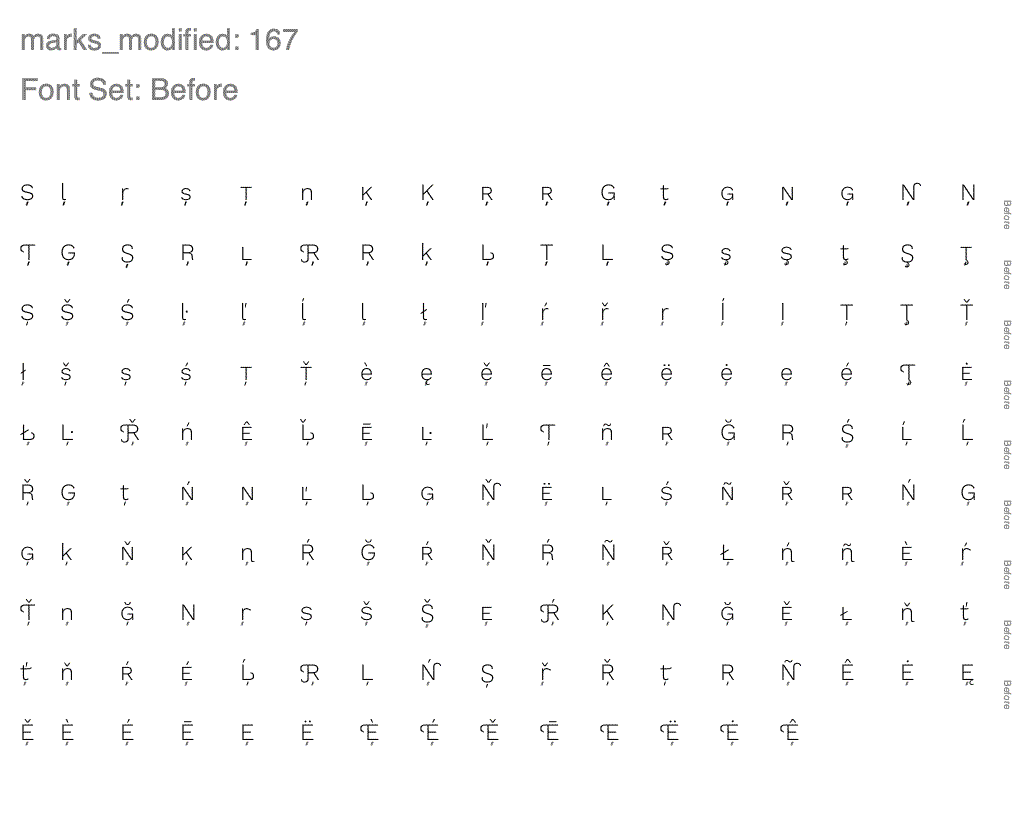 marks_modified: 167
Font Set: Before
Ș ļ ŗ ș Ț ņ Ķ Ķ Ŗ Ŗ Ģ ț Ģ Ņ Ģ Ņ Ņ Before
Ț Ģ Ș Ŗ Ļ Ŗ Ŗ ķ Ļ Ț Ļ Ş ş ş ţ Ş Ţ Before
Ș Ș̌ Ș́ ļ· ļ̌ ĺ̦ ļ ł̦ ļ̌ ŕ̦ ř̦ ŗ ĺ̦ ļ Ț Ţ Ț̌ Before
ł̦ ș̌ ș ș́ Ț Ț̌ è̦ ę̦ ě̦ ē̦ ê̦ ë̦ ė̦ e̦ é̦ Ţ Ė̦ Before
Ł̦ Ļ· Ř̦ ń̦ Ê̦ Ľ̦ Ē̦ Ļ· Ľ̦ Ț ñ̦ Ŗ Ğ̦ Ŗ Ș́ Ĺ̦ Ĺ̦ Before
Ř̦ Ģ ț Ń̦ Ņ Ľ̦ Ļ Ģ Ň̦ Ë̦ Ļ Ș́ Ñ̦ Ř̦ Ŗ Ń̦ Ģ Before
Ģ ķ Ň̦ Ķ ņ Ŕ̦ Ğ̦ Ŕ̦ Ň̦ Ŕ̦ Ñ̦ Ř̦ Ł̦ ń̦ ñ̦ È̦ ŕ̦ Before
Ț̌ ņ Ğ̦ Ņ ŗ Ș Ș̌ Ș̌ E̦ Ŕ̦ Ķ Ņ Ğ̦ Ě̦ Ł̦ ň̦ ț̌ Before
ț̌ ň̦ Ŕ̦ É̦ Ĺ̦ Ŗ Ļ Ń̦ Ș ř̦ Ř̦ ț Ŗ Ñ̦ Ê̦ Ė̦ Ę̦ Before
Ě̦ È̦ É̦ Ē̦ E̦ Ë̦ È̦ É̦ Ě̦ Ē̦ E̦ Ë̦ Ė̦ Ê̦